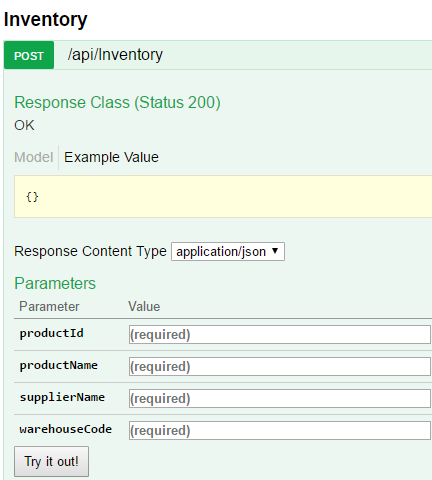 Inventory
POST /api/Inventory
Response Class (Status 200)
OK
Model Example Value
{}
Response Content Type application/json ▼
Parameters
Parameter Value
productId (required)
productName (required)
supplierName (required)
warehouseCode (required)
Try it out!